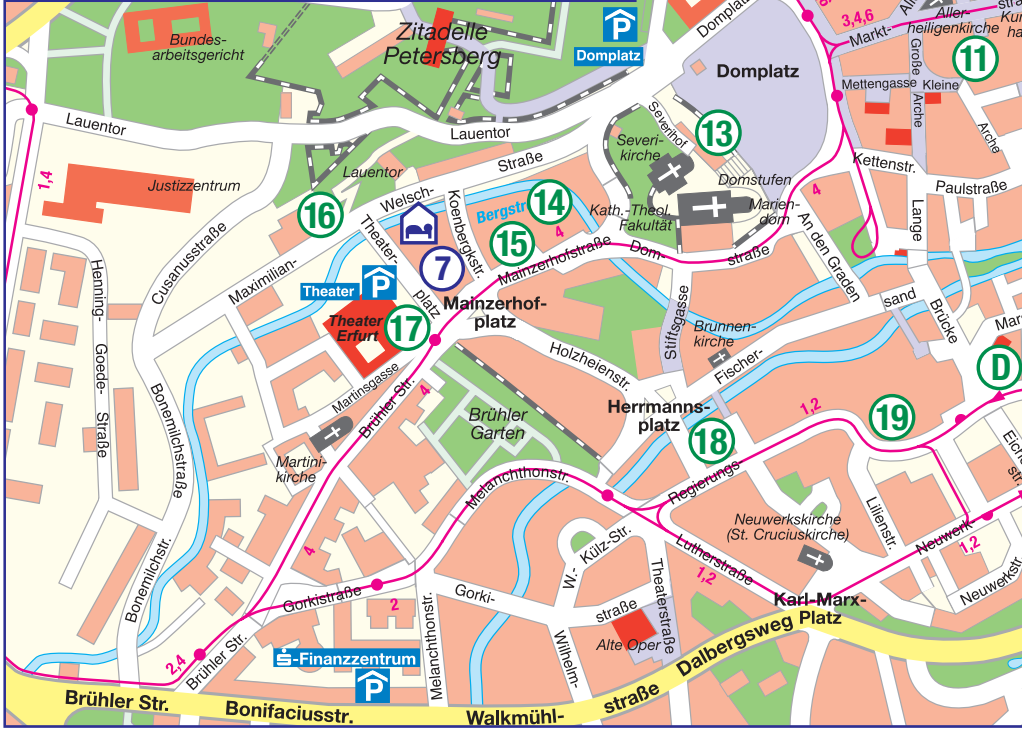 Bundes-
arbeitsgericht
Zitadelle
Petersberg
P
Domplatz
Domplatz
3,4,6
Markt-
Aller-
heiligenkirche
11
Domplatz
Mettengasse
Kleine
Große
Arche
Arche
Lauentor
Lauentor
Severihof
13
Severi-
kirche
Kettenstr.
1,4
Justizzentrum
Lauentor
Straße
Welsch-
Maximilian-
Domstufen
Marien-
dom
4
Paulstraße
Lange
Brücke
16
14
Bergstr
4
Kath.-Theol.
Fakultät
Koenbergkstr.
15
7
Mainzerhofstraße
Dom-
straße
An den Graden
Cusanusstraße
Theater-
platz
Henning-
Goede-
Straße
Theater
P
Mainzerhof-
platz
Theater
Erfurt
17
Stiftsgasse
sand
Brunnen-
kirche
Fischer-
Holzheienstr.
D
Martinsgasse
Brühler Str.
4
Bonemilchstraße
Brühler
Garten
Herrmanns-
platz
1,2
19
18
Martini-
kirche
Melanchthonstr.
Regierungs-
Neuwerkskirche
(St. Cruciuskirche)
Lilienstr.
Neuwerk-
1,2
4
W.-
Külz-Str.
Lutherstraße
1,2
Theaterstraße
Bonemilchstr.
Gorkistraße
2
Gorki-
straße
Karl-Marx-
Platz
Neuwerkstr.
Melanchthonstr.
Wilhelm-
Alte Oper
Dalbergsweg
2,4
Brühler Str.
S-Finanzzentrum
P
Brühler Str.
Bonifaciusstr.
Walkmühl-
straße